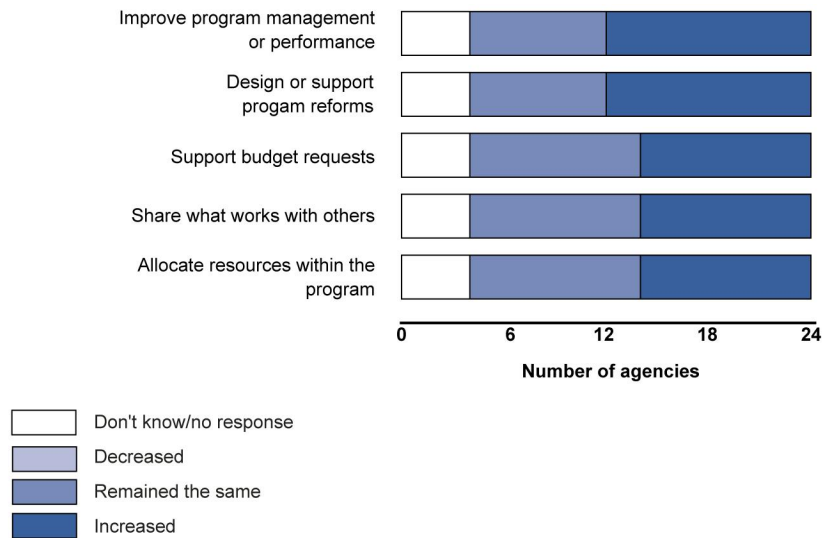 Improve program management
or performance
Design or support
progam reforms
Support budget requests
Share what works with others
Allocate resources within the
program
0 6 12 18 24
Number of agencies
Don't know/no response
Decreased
Remained the same
Increased